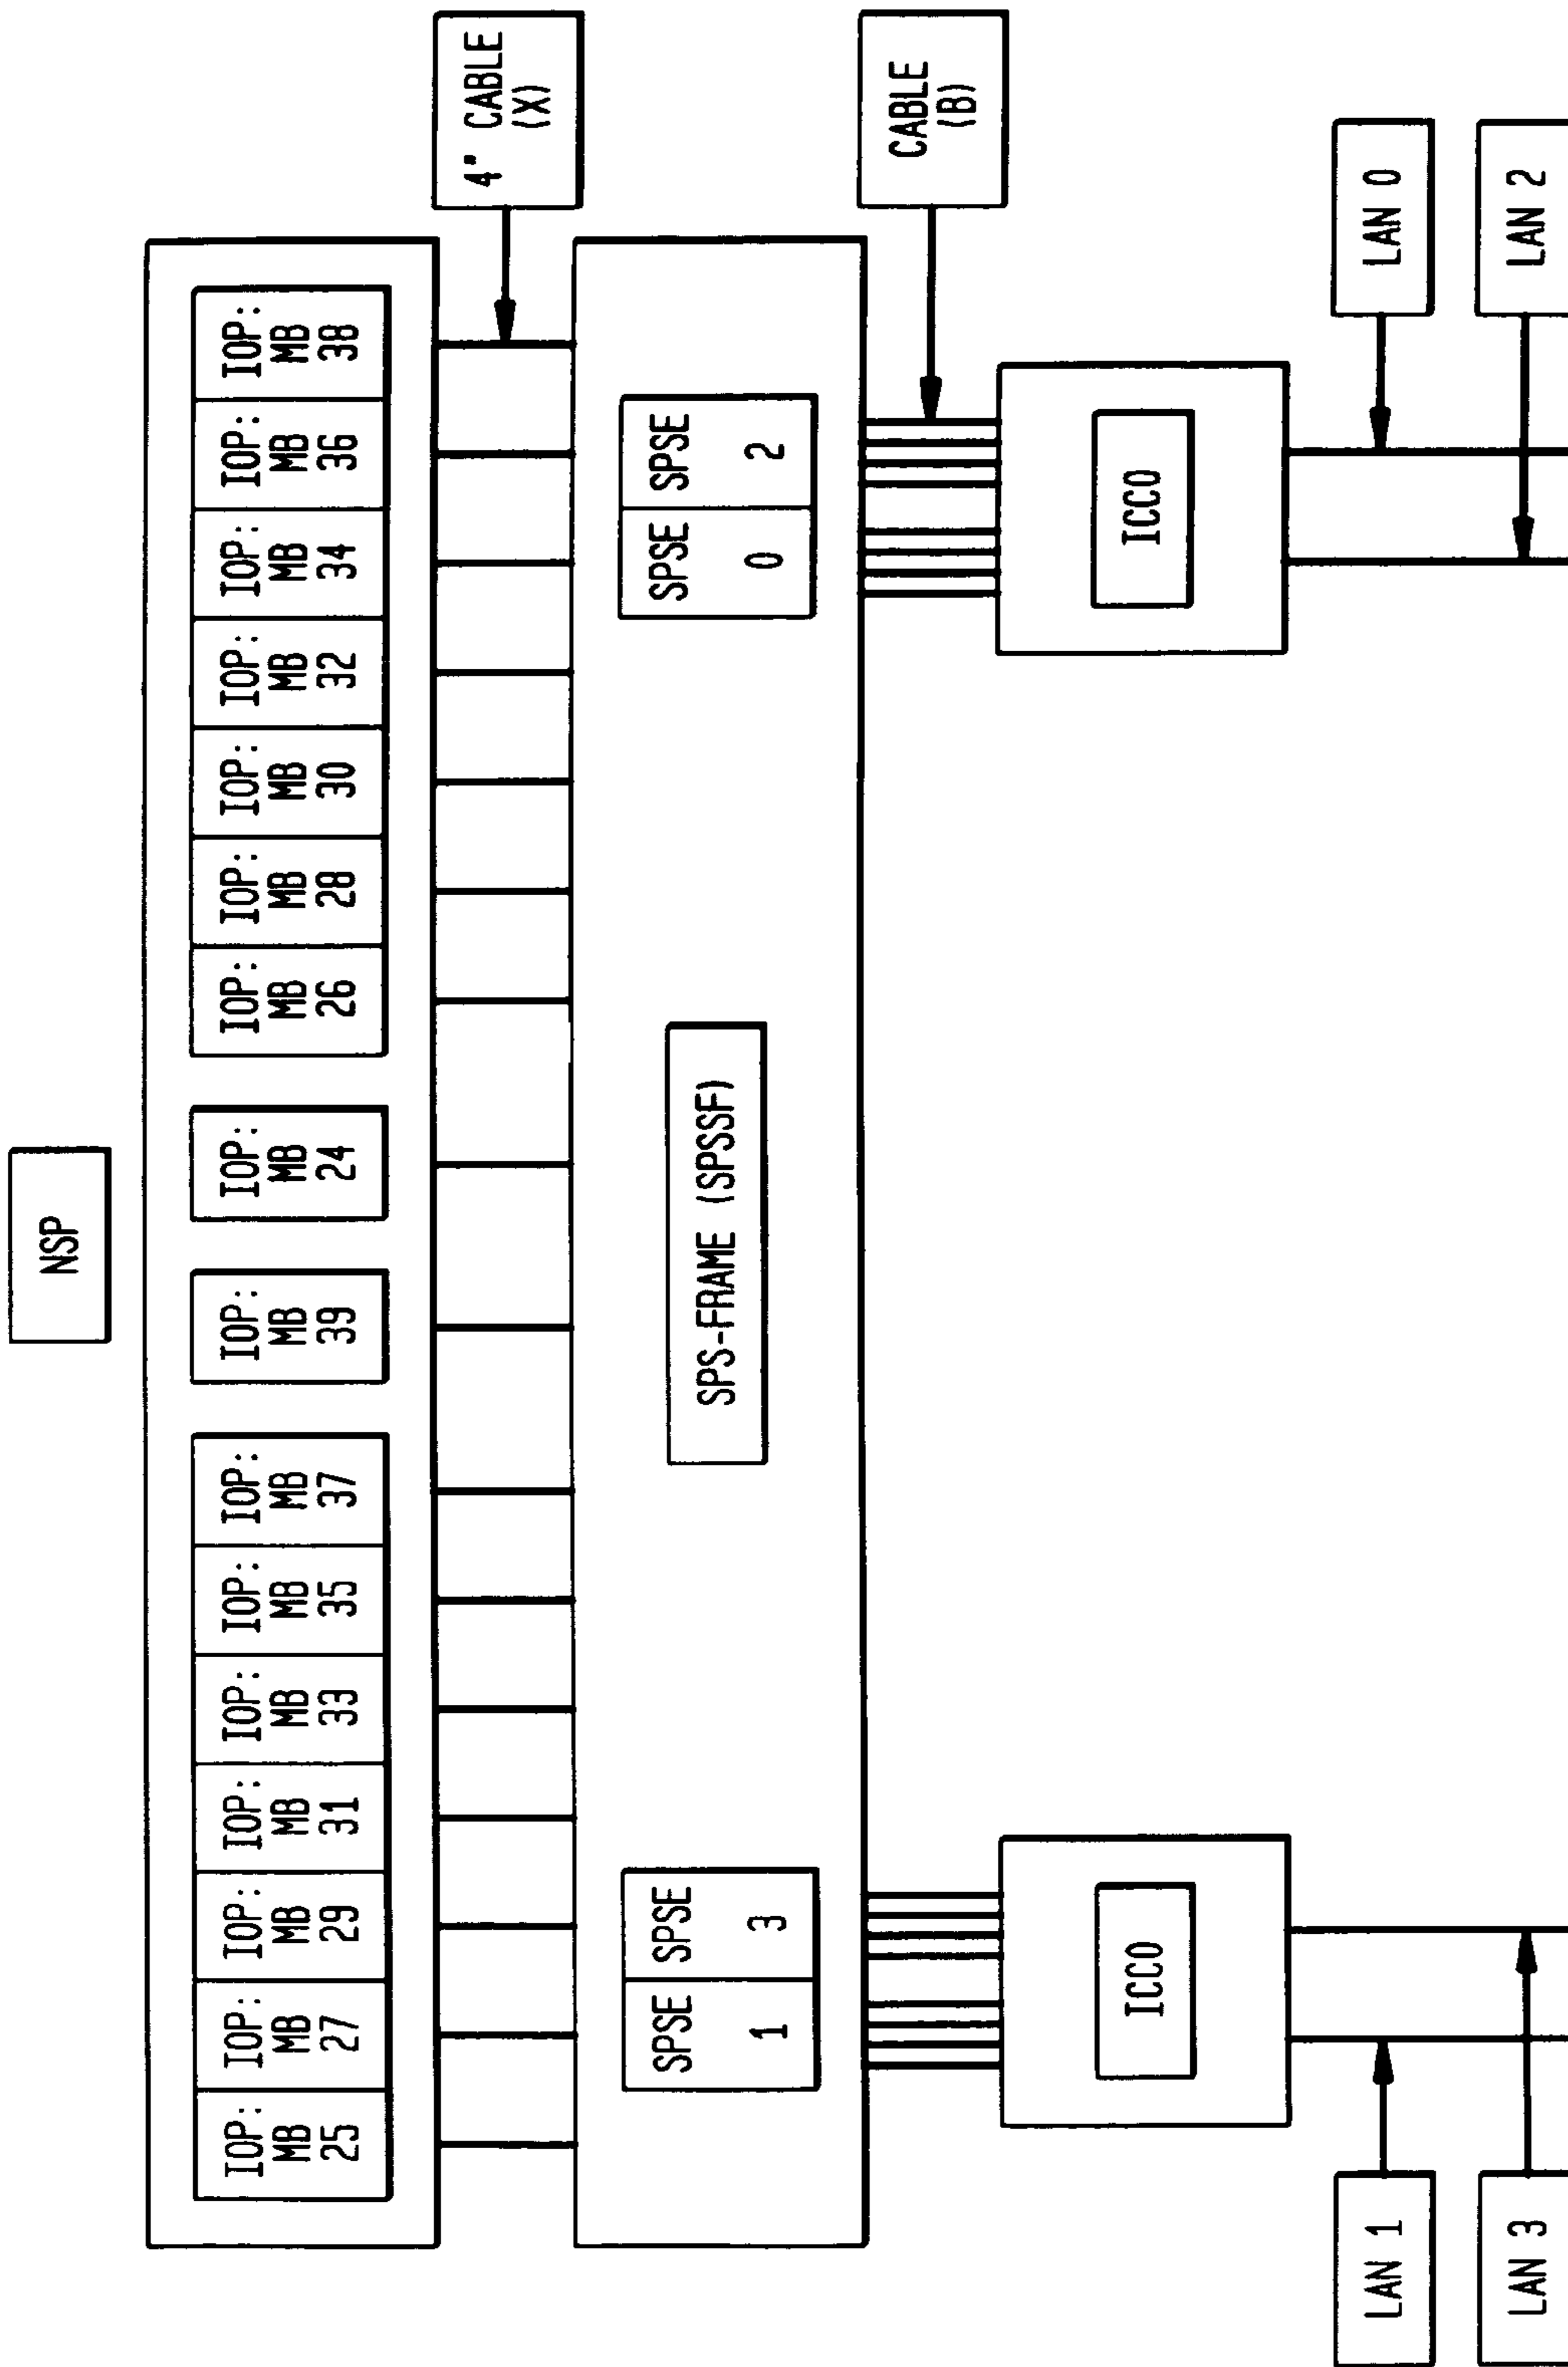 NSP
IOP:
MB
25
IOP:
MB
27
IOP:
MB
29
IOP:
MB
31
IOP:
MB
33
IOP:
MB
35
IOP:
MB
37
IOP:
MB
39
IOP:
MB
24
IOP:
MB
26
IOP:
MB
28
IOP:
MB
30
IOP:
MB
32
IOP:
MB
34
IOP:
MB
36
IOP:
MB
38
4" CABLE
(X)
SPSE
1
SPSE
3
SPS-FRAME (SPSSF)
SPSE
0
SPSE
2
CABLE
(B)
ICC0
ICC0
LAN 1
LAN 0
LAN 3
LAN 2